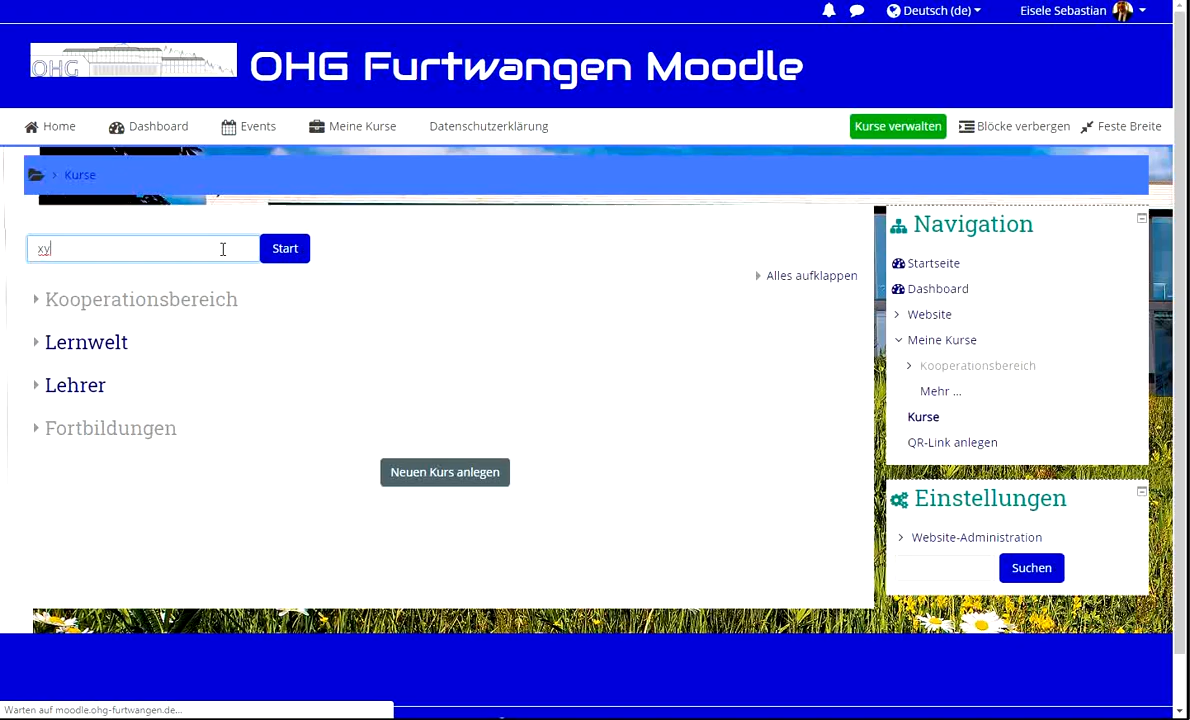 Deutsch (de)
Eisele Sebastian
OHG
OHG Furtwangen Moodle
Home
Dashboard
Events
Meine Kurse
Datenschutzerklärung
Kurse verwalten
Blöcke verbergen
Feste Breite
Kurse
xy
Start
Alles aufklappen
Kooperationsbereich
Lernwelt
Lehrer
Fortbildungen
Neuen Kurs anlegen
Navigation
Startseite
Dashboard
Website
Meine Kurse
Kooperationsbereich
Mehr ...
Kurse
QR-Link anlegen
Einstellungen
Website-Administration
Suchen
Warten auf moodle.ohg-furtwangen.de...